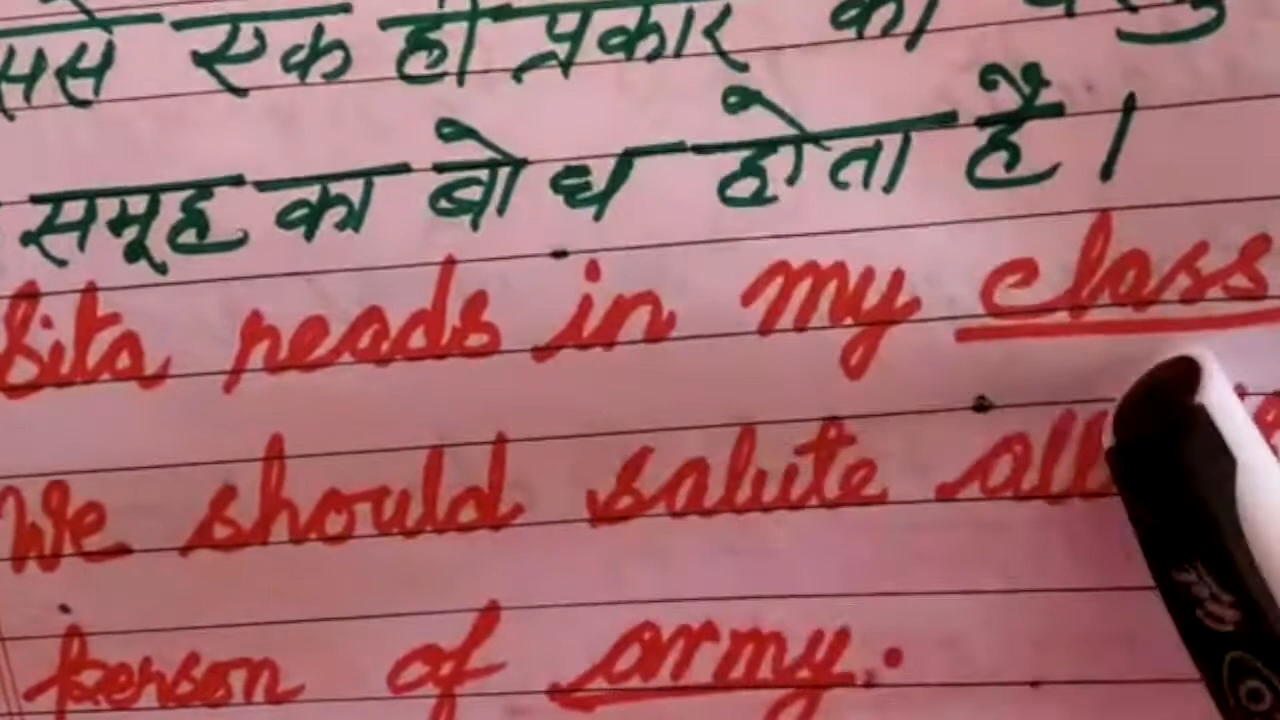 एक ही प्रकार
समूह का बोध होता है।
Sita reads in my class
We should salute all
person of army.